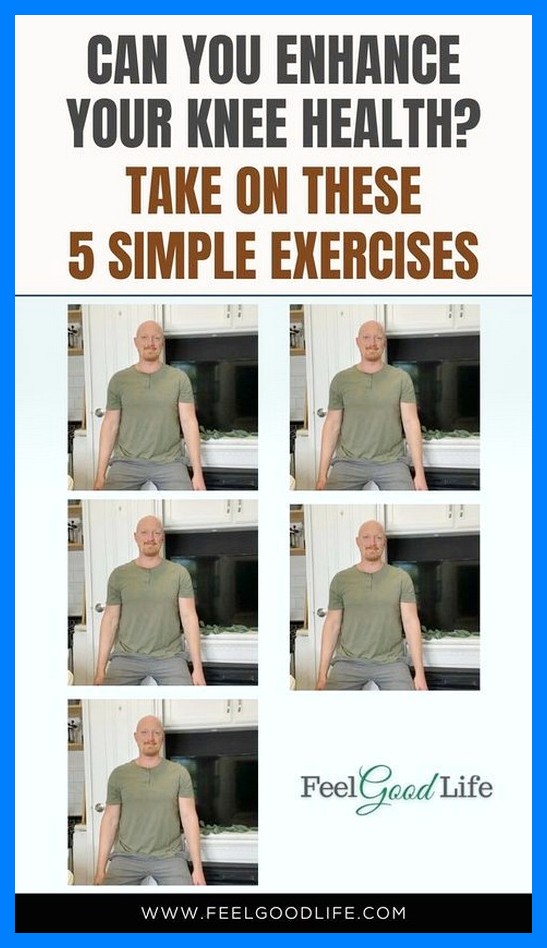 CAN YOU ENHANCE
YOUR KNEE HEALTH?
TAKE ON THESE
5 SIMPLE EXERCISES
Feel Good Life
WWW.FEELGOODLIFE.COM